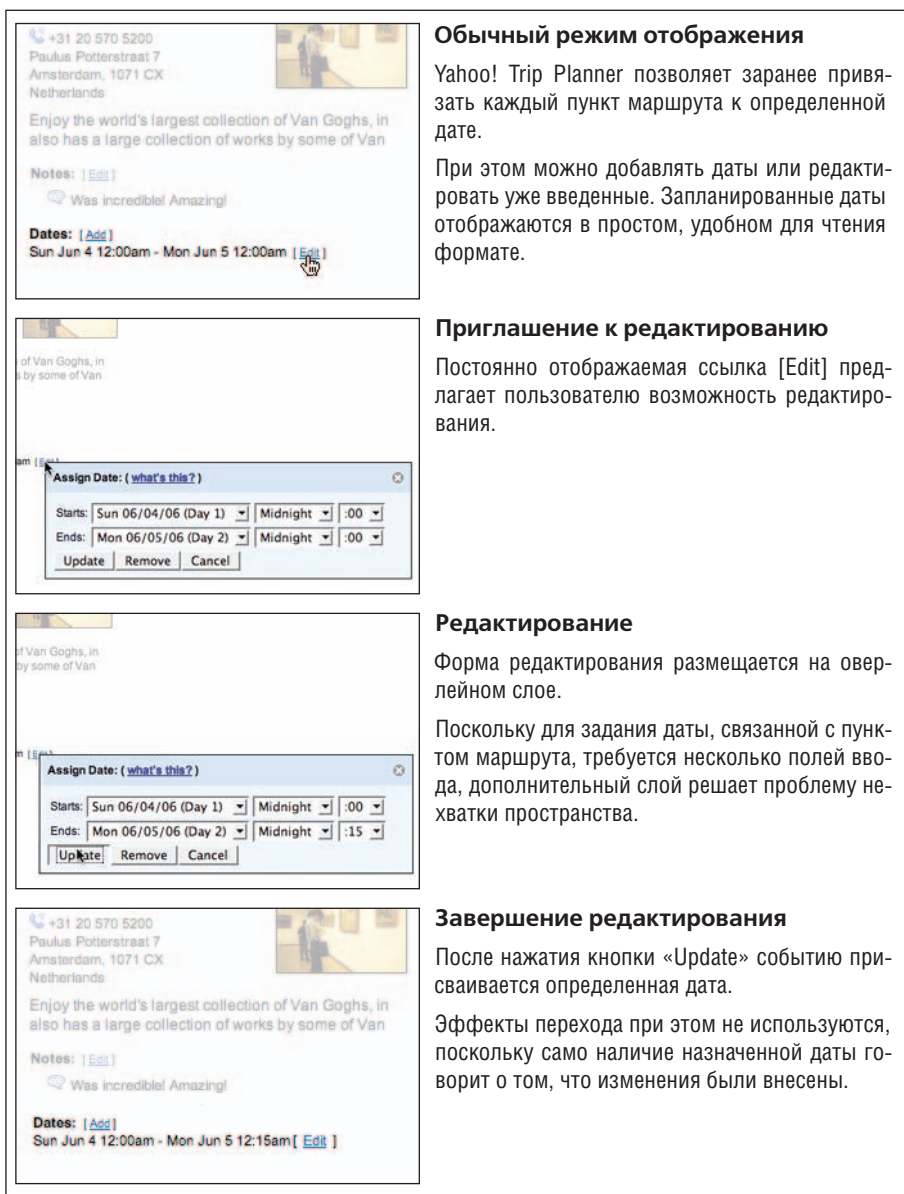 +31 20 570 5200
Paulus Potterstraat 7
Amsterdam, 1071 CX
Netherlands
Enjoy the world's largest collection of Van Goghs, in
also has a large collection of works by some of Van
Notes: [Edit]
Was incredible! Amazing!
Dates: [Add]
Sun Jun 4 12:00am - Mon Jun 5 12:00am [Edit]
Обычный режим отображения
Yahoo! Trip Planner позволяет заранее привя-
зать каждый пункт маршрута к определенной
дате.
При этом можно добавлять даты или редакти-
ровать уже введенные. Запланированные даты
отображаются в простом, удобном для чтения
формате.
of Van Goghs, in
s by some of Van
am [Edit]
Assign Date: ( what's this? )
Starts: Sun 06/04/06 (Day 1) Midnight :00
Ends: Mon 06/05/06 (Day 2) Midnight :00
Update Remove Cancel
Приглашение к редактированию
Постоянно отображаемая ссылка [Edit] пред-
лагает пользователю возможность редактиро-
вания.
of Van Goghs, in
by some of Van
Assign Date: ( what's this? )
Starts: Sun 06/04/06 (Day 1) Midnight :00
Ends: Mon 06/05/06 (Day 2) Midnight :15
Update Remove Cancel
Редактирование
Форма редактирования размещается на овер-
лейном слое.
Поскольку для задания даты, связанной с пунк-
том маршрута, требуется несколько полей вво-
да, дополнительный слой решает проблему не-
хватки пространства.
+31 20 570 5200
Paulus Potterstraat 7
Amsterdam, 1071 CX
Netherlands
Enjoy the world's largest collection of Van Goghs, in
also has a large collection of works by some of Van
Notes: [Edit]
Was incredible! Amazing!
Dates: [Add]
Sun Jun 4 12:00am - Mon Jun 5 12:15am [ Edit ]
Завершение редактирования
После нажатия кнопки «Update» событию при-
сваивается определенная дата.
Эффекты перехода при этом не используются,
поскольку само наличие назначенной даты го-
ворит о том, что изменения были внесены.